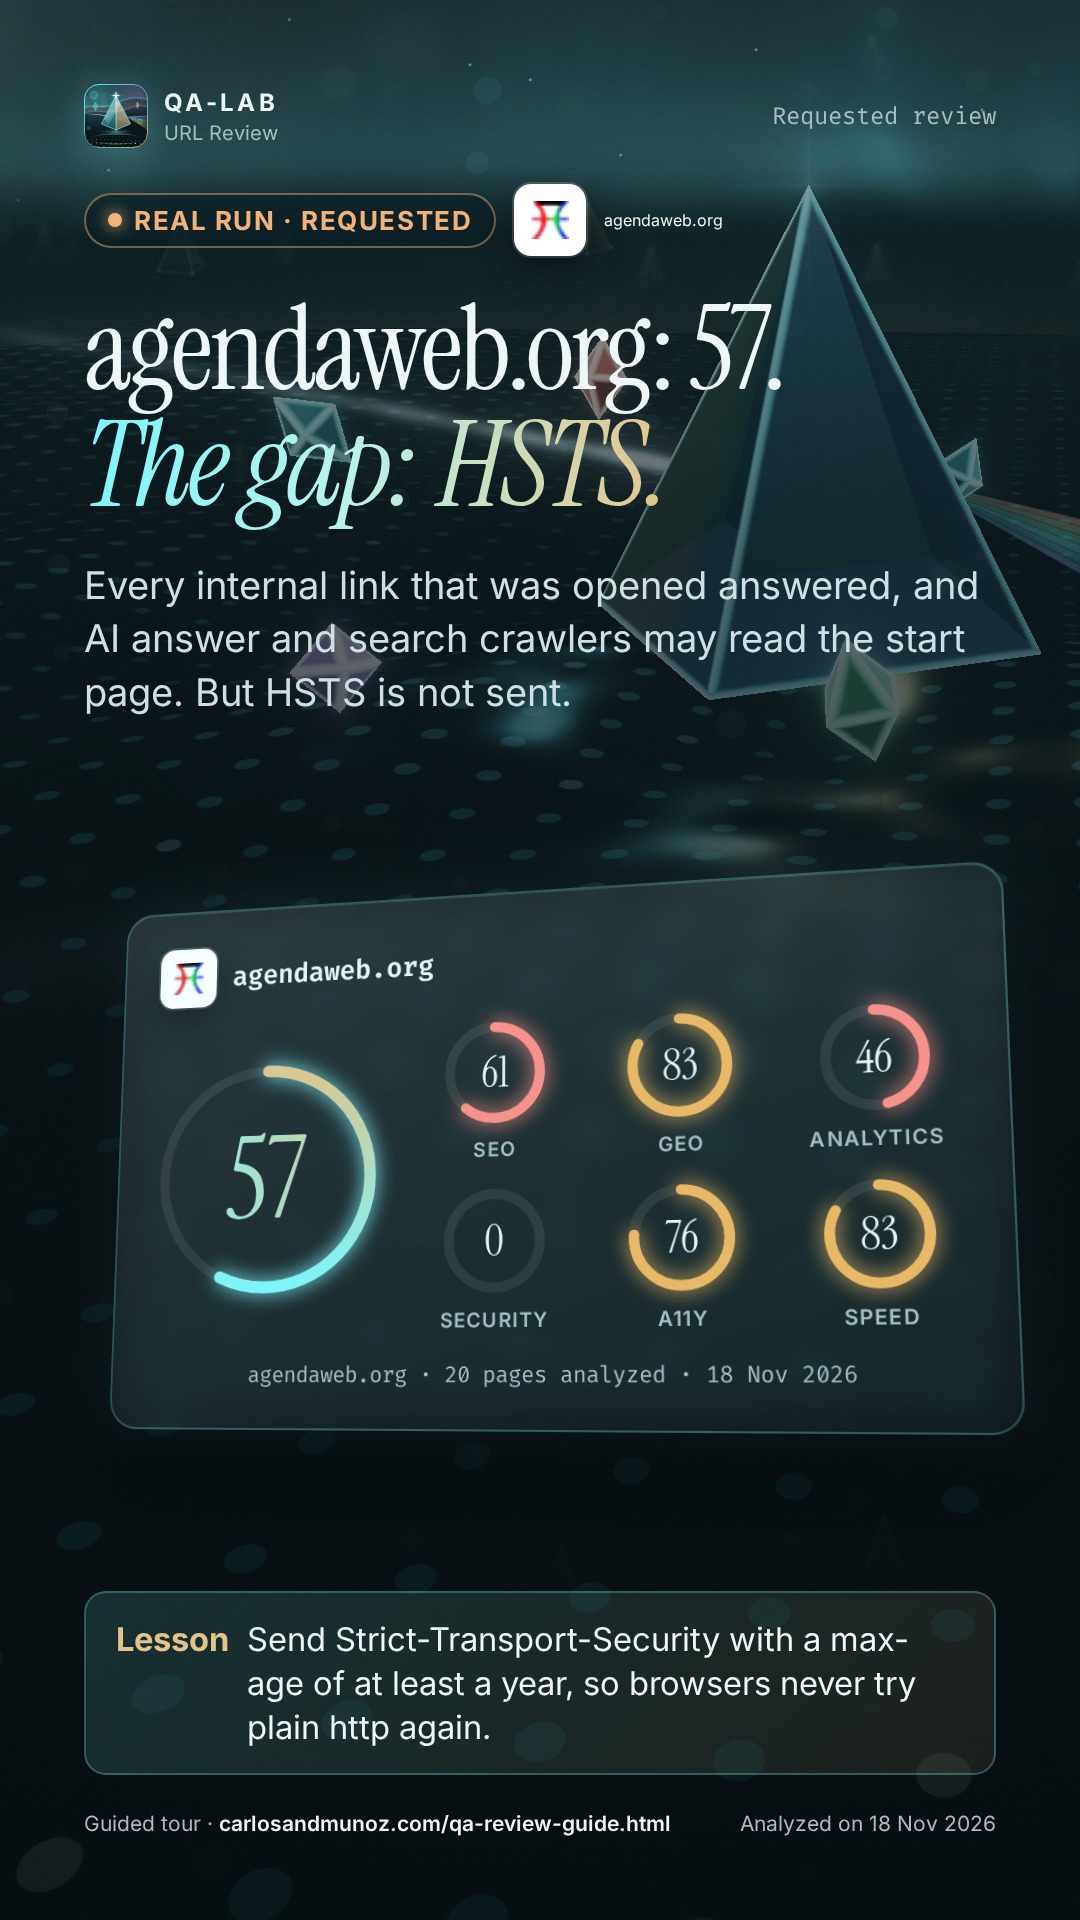 QA-LAB
URL Review
Requested review
REAL RUN · REQUESTED
agendaweb.org
agendaweb.org: 57.
The gap: HSTS.
Every internal link that was opened answered, and
AI answer and search crawlers may read the start
page. But HSTS is not sent.
agendaweb.org
57
61
SEO
83
GEO
46
ANALYTICS
0
SECURITY
76
A11Y
83
SPEED
agendaweb.org · 20 pages analyzed · 18 Nov 2026
Lesson Send Strict-Transport-Security with a max-
age of at least a year, so browsers never try
plain http again.
Guided tour · carlosandmunoz.com/qa-review-guide.html
Analyzed on 18 Nov 2026